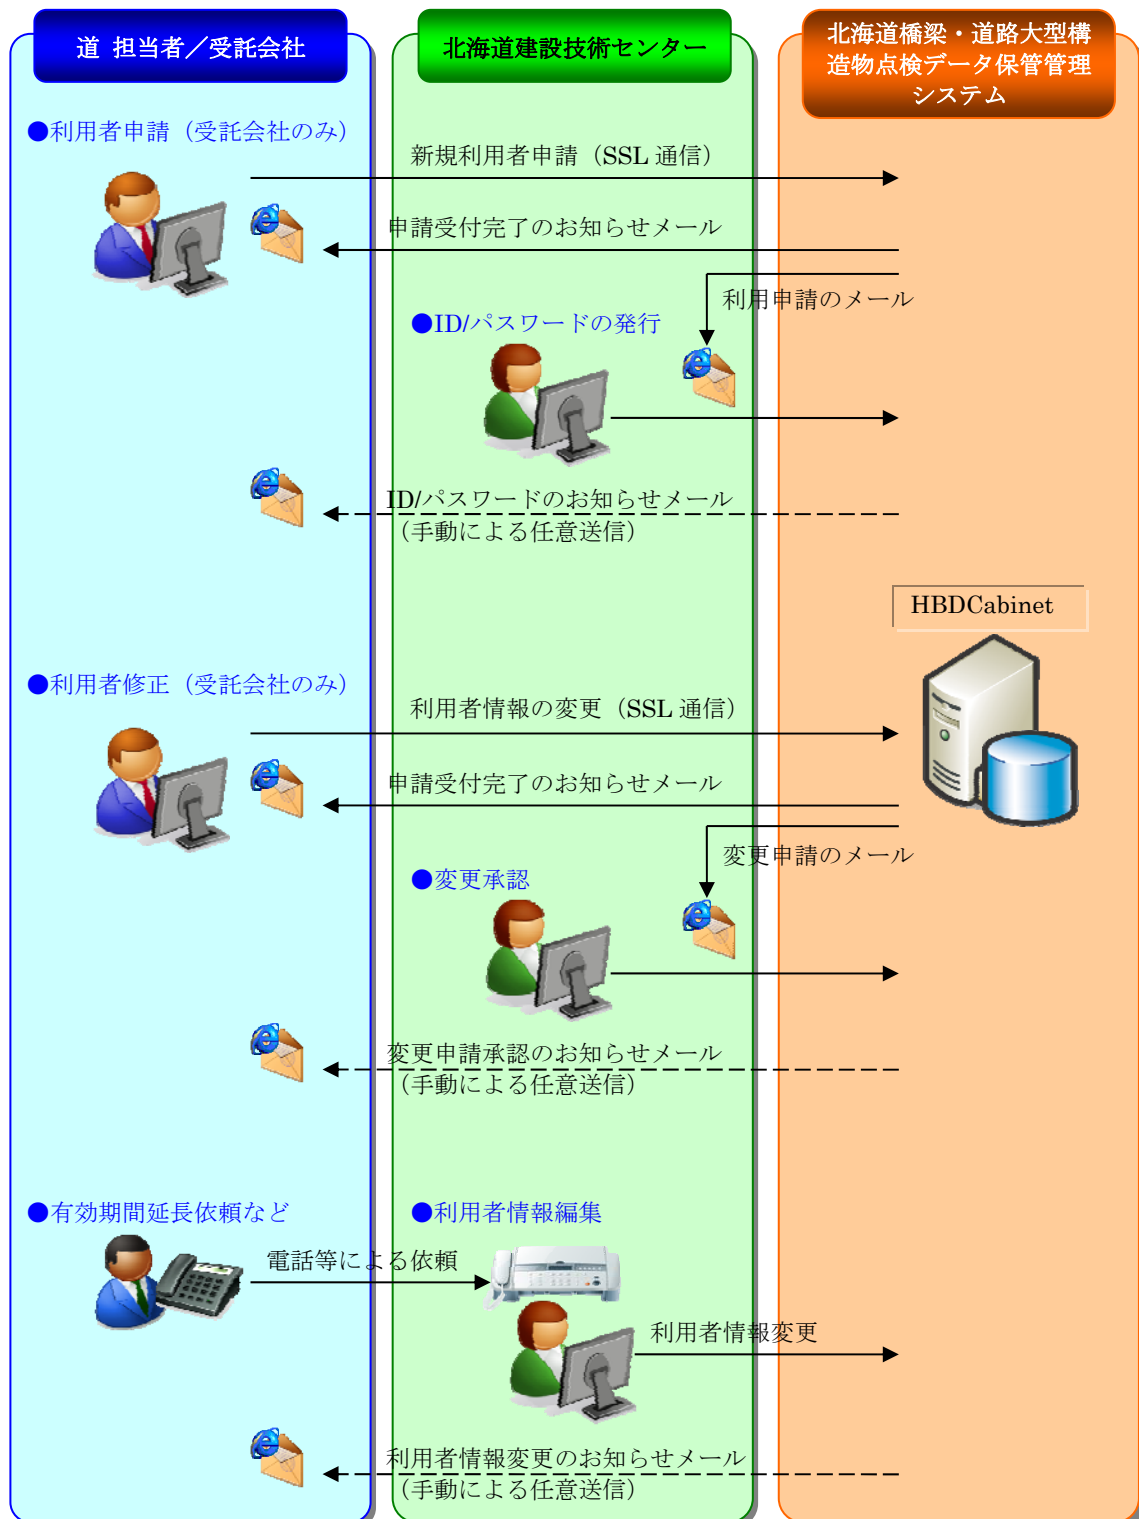 道 担当者／受託会社
北海道建設技術センター
北海道橋梁・道路大型構
造物点検データ保管管理
システム
●利用者申請（受託会社のみ）
新規利用者申請（SSL 通信）
申請受付完了のお知らせメール
利用申請のメール
●ID/パスワードの発行
ID/パスワードのお知らせメール
（手動による任意送信）
HBDCabinet
●利用者修正（受託会社のみ）
利用者情報の変更（SSL 通信）
申請受付完了のお知らせメール
変更申請のメール
●変更承認
変更申請承認のお知らせメール
（手動による任意送信）
●有効期間延長依頼など
●利用者情報編集
電話等による依頼
利用者情報変更
利用者情報変更のお知らせメール
（手動による任意送信）